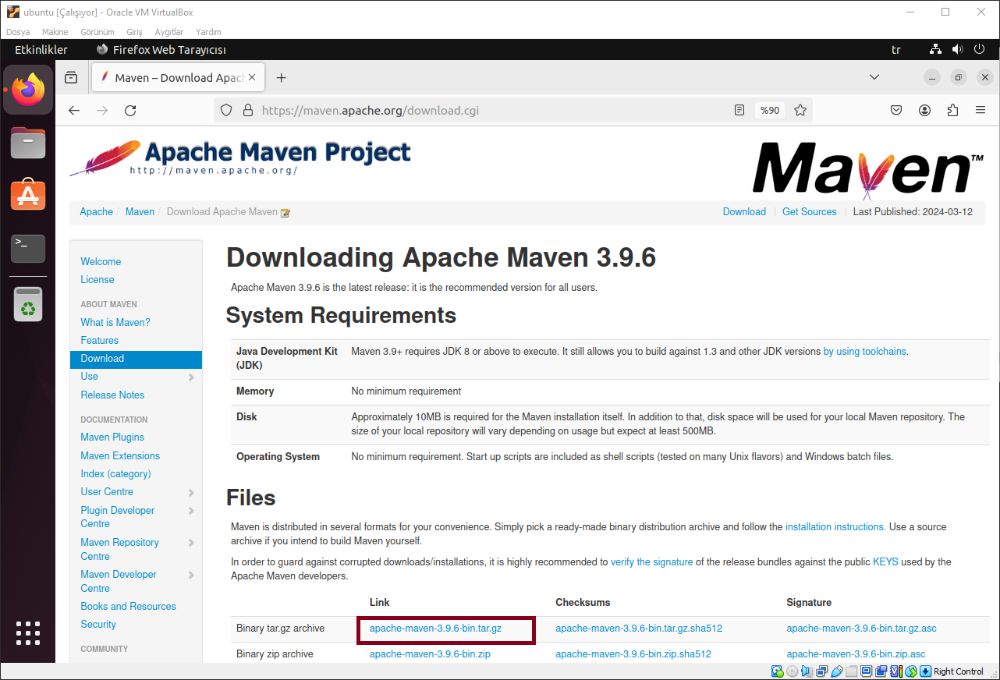 ubuntu [Çalışıyor] - Oracle VM VirtualBox
Dosya Makine Görünüm Giriş Aygıtlar Yardım
Etkinlikler Firefox Web Tarayıcısı tr
Maven – Download Apac
https://maven.apache.org/download.cgi %90
Apache Maven Project
http://maven.apache.org/
Maven™
Apache / Maven / Download Apache Maven
Download | Get Sources | Last Published: 2024-03-12
Welcome
License
ABOUT MAVEN
What is Maven?
Features
Download
Use
Release Notes
DOCUMENTATION
Maven Plugins
Maven Extensions
Index (category)
User Centre
Plugin Developer
Centre
Maven Repository
Centre
Maven Developer
Centre
Books and Resources
Security
COMMUNITY
Downloading Apache Maven 3.9.6
Apache Maven 3.9.6 is the latest release: it is the recommended version for all users.
System Requirements
Java Development Kit Maven 3.9+ requires JDK 8 or above to execute. It still allows you to build against 1.3 and other JDK versions by using toolchains.
(JDK)
Memory No minimum requirement
Disk Approximately 10MB is required for the Maven installation itself. In addition to that, disk space will be used for your local Maven repository. The
size of your local repository will vary depending on usage but expect at least 500MB.
Operating System No minimum requirement. Start up scripts are included as shell scripts (tested on many Unix flavors) and Windows batch files.
Files
Maven is distributed in several formats for your convenience. Simply pick a ready-made binary distribution archive and follow the installation instructions. Use a source
archive if you intend to build Maven yourself.
In order to guard against corrupted downloads/installations, it is highly recommended to verify the signature of the release bundles against the public KEYS used by the
Apache Maven developers.
Link Checksums Signature
Binary tar.gz archive apache-maven-3.9.6-bin.tar.gz apache-maven-3.9.6-bin.tar.gz.sha512 apache-maven-3.9.6-bin.tar.gz.asc
Binary zip archive apache-maven-3.9.6-bin.zip apache-maven-3.9.6-bin.zip.sha512 apache-maven-3.9.6-bin.zip.asc
Right Control